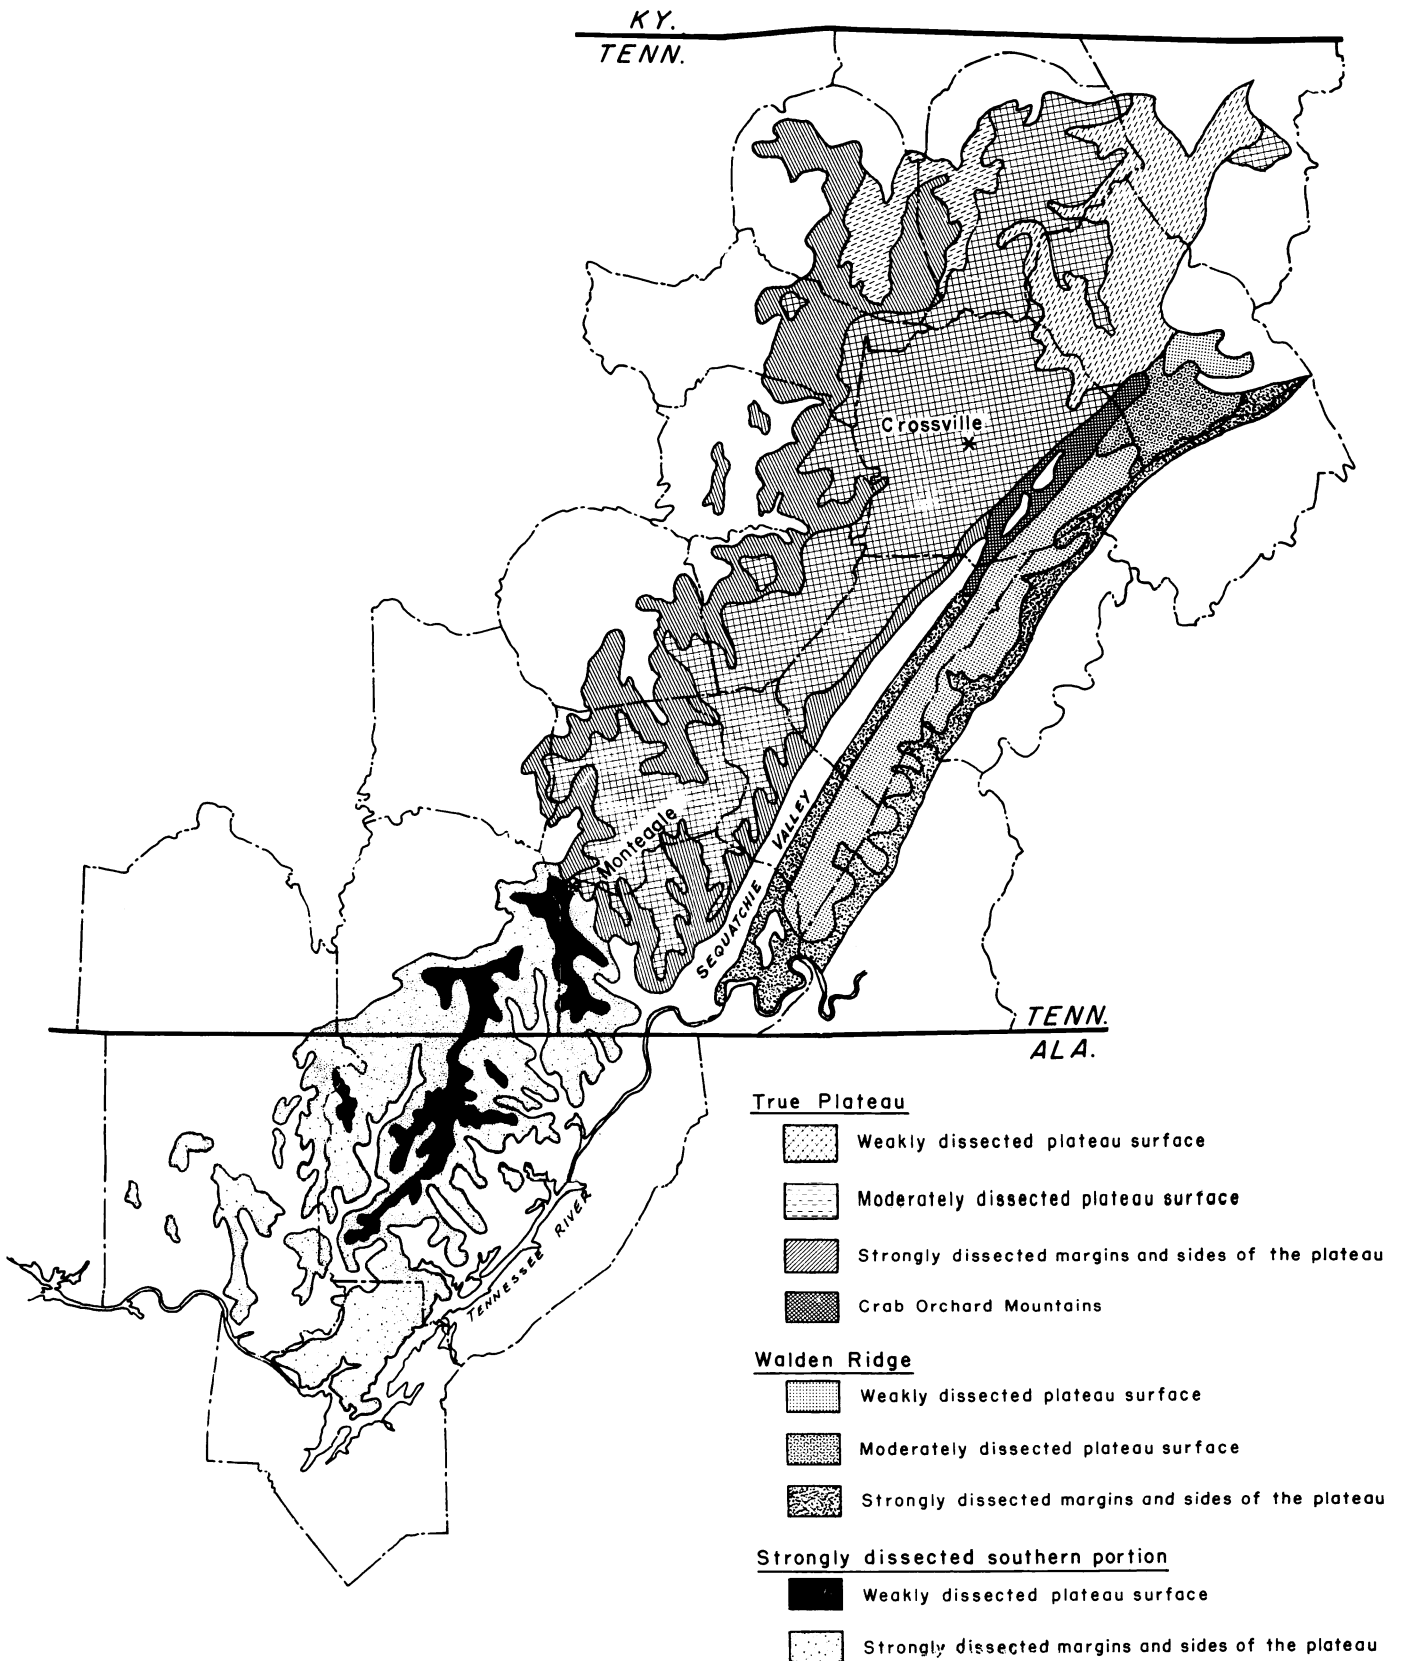 KY.
TENN.
Crossville
Monteagle
SEQUATCHIE VALLEY
TENN.
ALA.
TENNESSEE RIVER
True Plateau
Weakly dissected plateau surface
Moderately dissected plateau surface
Strongly dissected margins and sides of the plateau
Crab Orchard Mountains
Walden Ridge
Weakly dissected plateau surface
Moderately dissected plateau surface
Strongly dissected margins and sides of the plateau
Strongly dissected southern portion
Weakly dissected plateau surface
Strongly dissected margins and sides of the plateau